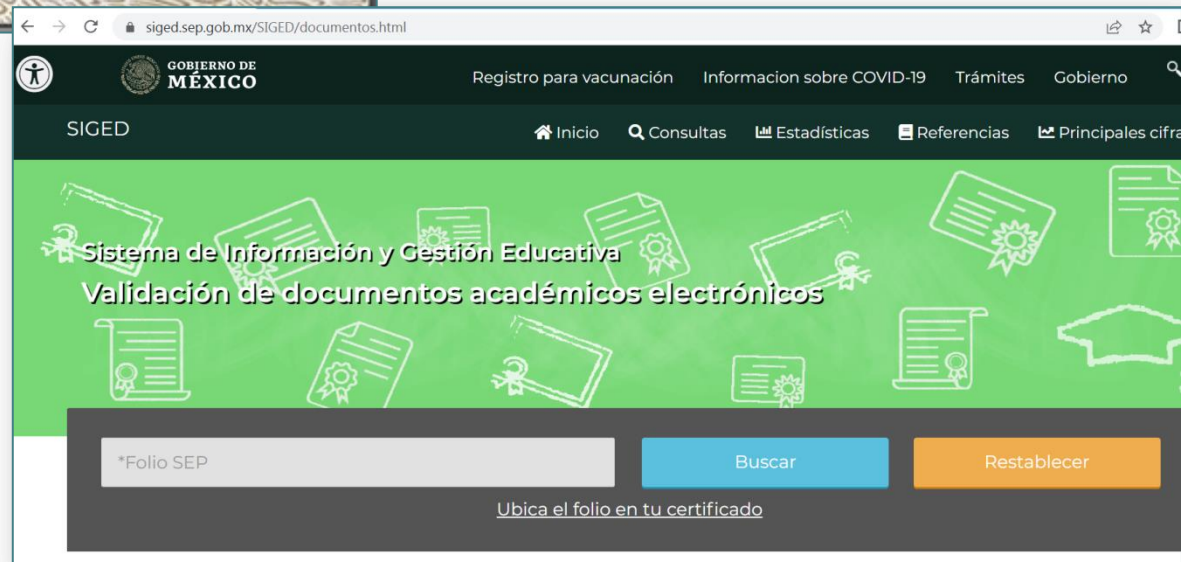 siged.sep.gob.mx/SIGED/documentos.html
GOBIERNO DE
MÉXICO
Registro para vacunación Informacion sobre COVID-19 Trámites Gobierno
SIGED
Inicio Consultas Estadísticas Referencias Principales cifra
Sistema de Información y Gestión Educativa
Validación de documentos académicos electrónicos
*Folio SEP
Buscar
Restablecer
Ubica el folio en tu certificado